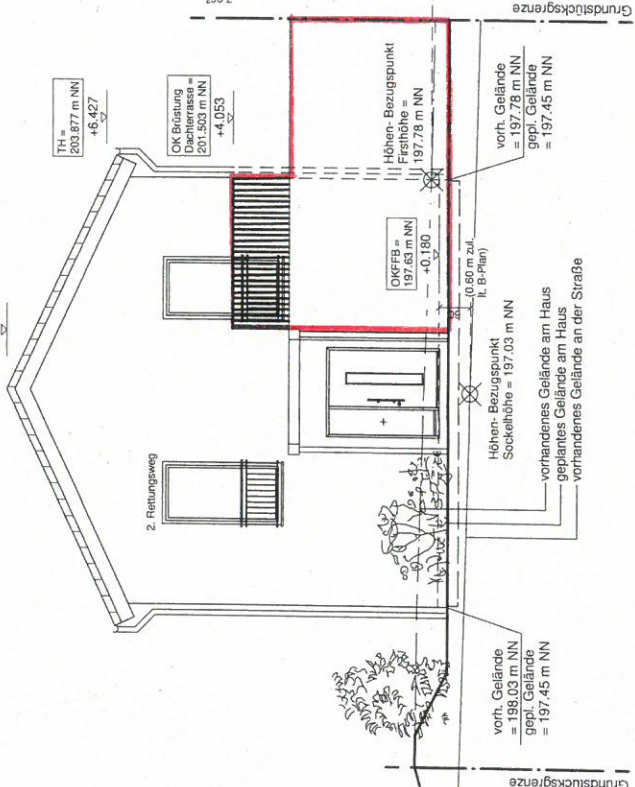 Grundstücksgrenze
TH =
203.877 m NN
+6.427
OK Brüstung
Dachterrasse =
201.503 m NN
+4.053
Höhen- Bezugspunkt
Firsthöhe =
197.78 m NN
vorh. Gelände
= 197.78 m NN
gepl. Gelände
= 197.45 m NN
OKFFB =
197.63 m NN
+0.180
(0.60 m zul.
lt. B-Plan)
Höhen- Bezugspunkt
Sockelhöhe = 197.03 m NN
2. Rettungsweg
vorhandenes Gelände am Haus
geplantes Gelände am Haus
vorhandenes Gelände an der Straße
vorh. Gelände
= 198.03 m NN
gepl. Gelände
= 197.45 m NN
Grundstücksgrenze